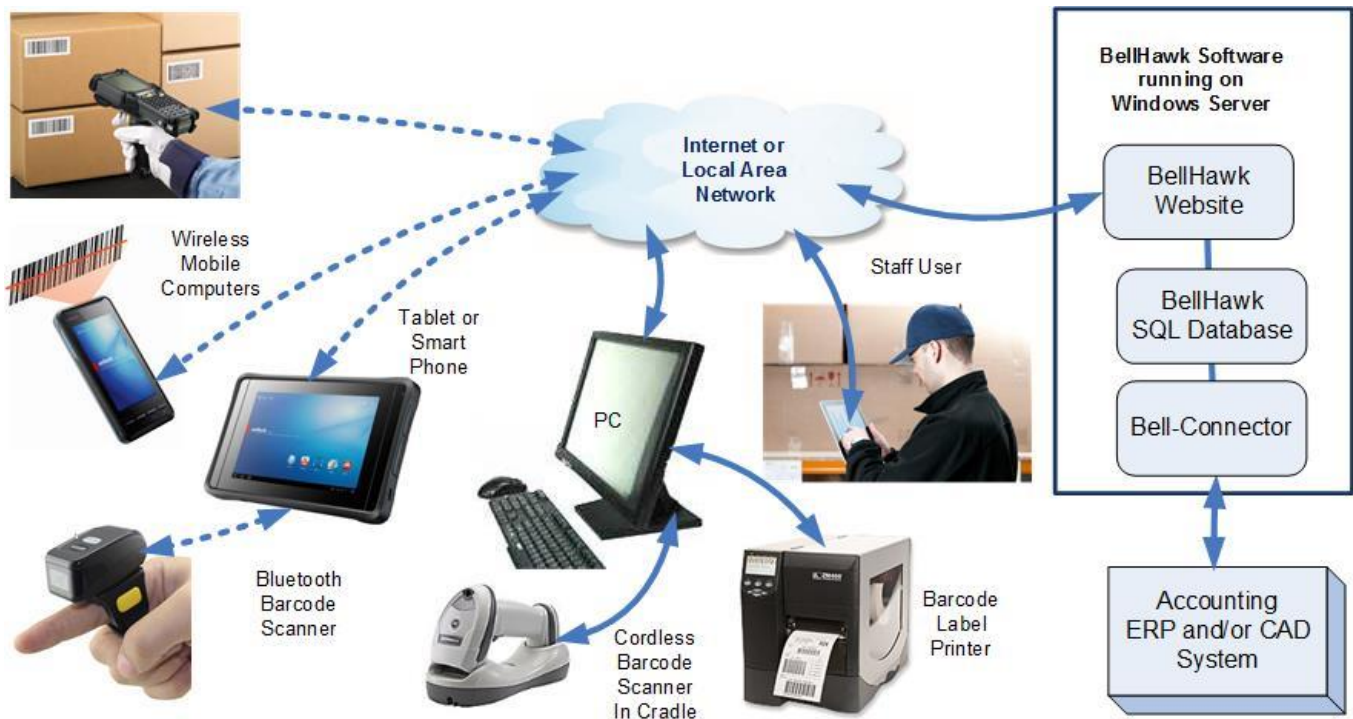 BellHawk Software
running on
Windows Server
Internet or
Local Area
Network
BellHawk
Website
Wireless
Mobile
Computers
Staff User
BellHawk
SQL Database
Tablet or
Smart
Phone
PC
Bell-Connector
Bluetooth
Barcode
Scanner
Cordless
Barcode
Scanner
In Cradle
Barcode
Label
Printer
Accounting
ERP and/or CAD
System